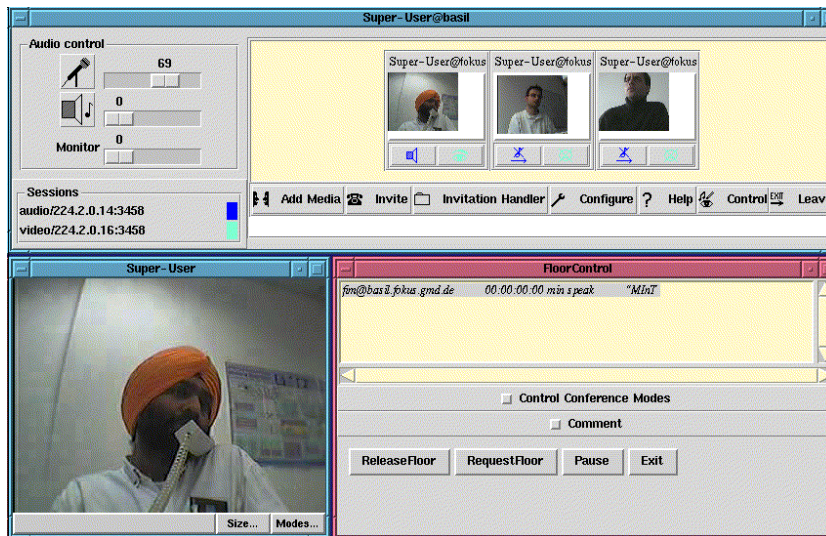 Super-User@basil
Audio control
69
0
Monitor 0
Sessions
audio/224.2.0.14:3458
video/224.2.0.16:3458
Super-User@fokus Super-User@fokus Super-User@fokus
Add Media Invite Invitation Handler Configure ? Help Control EXIT Leav
Super-User
Size... Modes...
FloorControl
fim@basil.fokus.gmd.de 00:00:00:00 min speak "MInT
Control Conference Modes
Comment
ReleaseFloor RequestFloor Pause Exit